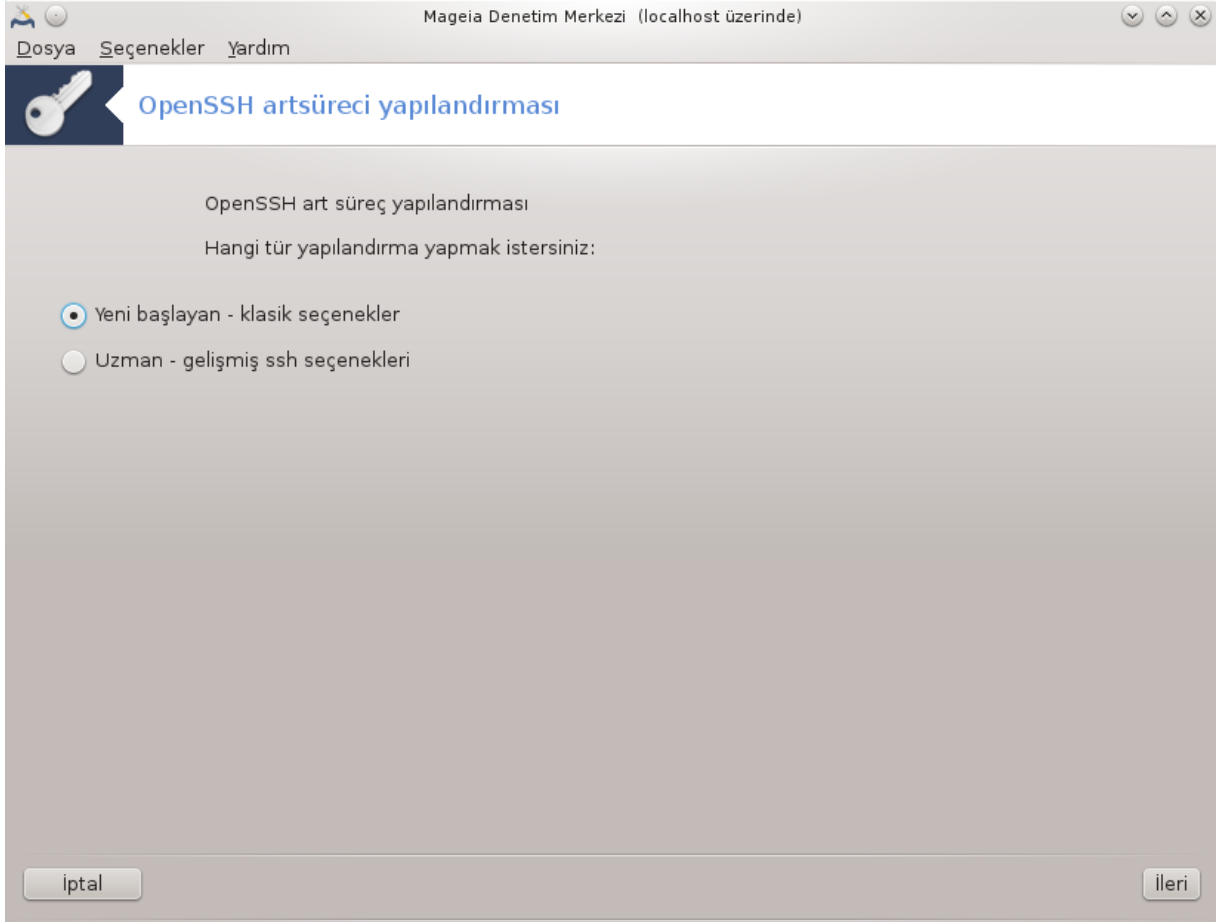 Mageia Denetim Merkezi (localhost üzerinde)
Dosya Seçenekler Yardım
OpenSSH artsüreci yapılandırması
OpenSSH art süreç yapılandırması
Hangi tür yapılandırma yapmak istersiniz:
Yeni başlayan - klasik seçenekler
Uzman - gelişmiş ssh seçenekleri
İptal
İleri